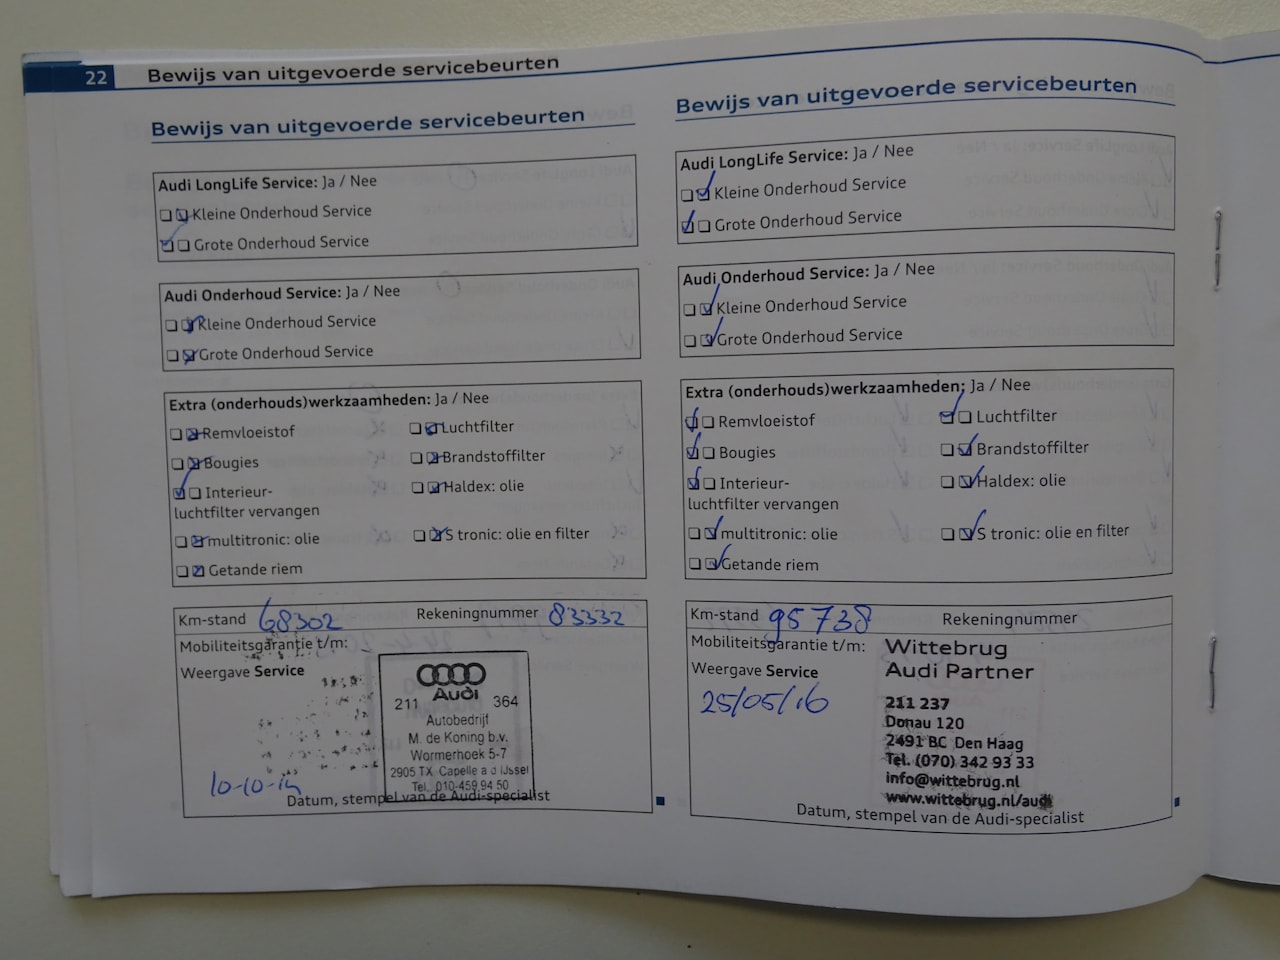 22 Bewijs van uitgevoerde servicebeurten
Bewijs van uitgevoerde servicebeurten
Audi LongLife Service: Ja / Nee
Kleine Onderhoud Service
Grote Onderhoud Service
Audi Onderhoud Service: Ja / Nee
Kleine Onderhoud Service
Grote Onderhoud Service
Extra (onderhouds)werkzaamheden: Ja / Nee
Remvloeistof Luchtfilter
Bougies Brandstoffilter
Interieur- Haldex: olie
luchtfilter vervangen
multitronic: olie S tronic: olie en filter
Getande riem
Km-stand 68302 Rekeningnummer 83332
Mobiliteitsgarantie t/m:
Weergave Service
Audi
211 364
Autobedrijf
M. de Koning b.v.
Wormerhoek 5-7
2905 TX Capelle a d IJssel
Tel. 010-459 94 50
10-10-14
Datum, stempel van de Audi-specialist
Bewijs van uitgevoerde servicebeurten
Audi LongLife Service: Ja / Nee
Kleine Onderhoud Service
Grote Onderhoud Service
Audi Onderhoud Service: Ja / Nee
Kleine Onderhoud Service
Grote Onderhoud Service
Extra (onderhouds)werkzaamheden: Ja / Nee
Remvloeistof Luchtfilter
Bougies Brandstoffilter
Interieur- Haldex: olie
luchtfilter vervangen
multitronic: olie S tronic: olie en filter
Getande riem
Km-stand 95738 Rekeningnummer
Mobiliteitsgarantie t/m:
Weergave Service
25/05/16
Wittebrug
Audi Partner
211 237
Donau 120
2491 BC Den Haag
Tel. (070) 342 93 33
info@wittebrug.nl
www.wittebrug.nl/audi
Datum, stempel van de Audi-specialist